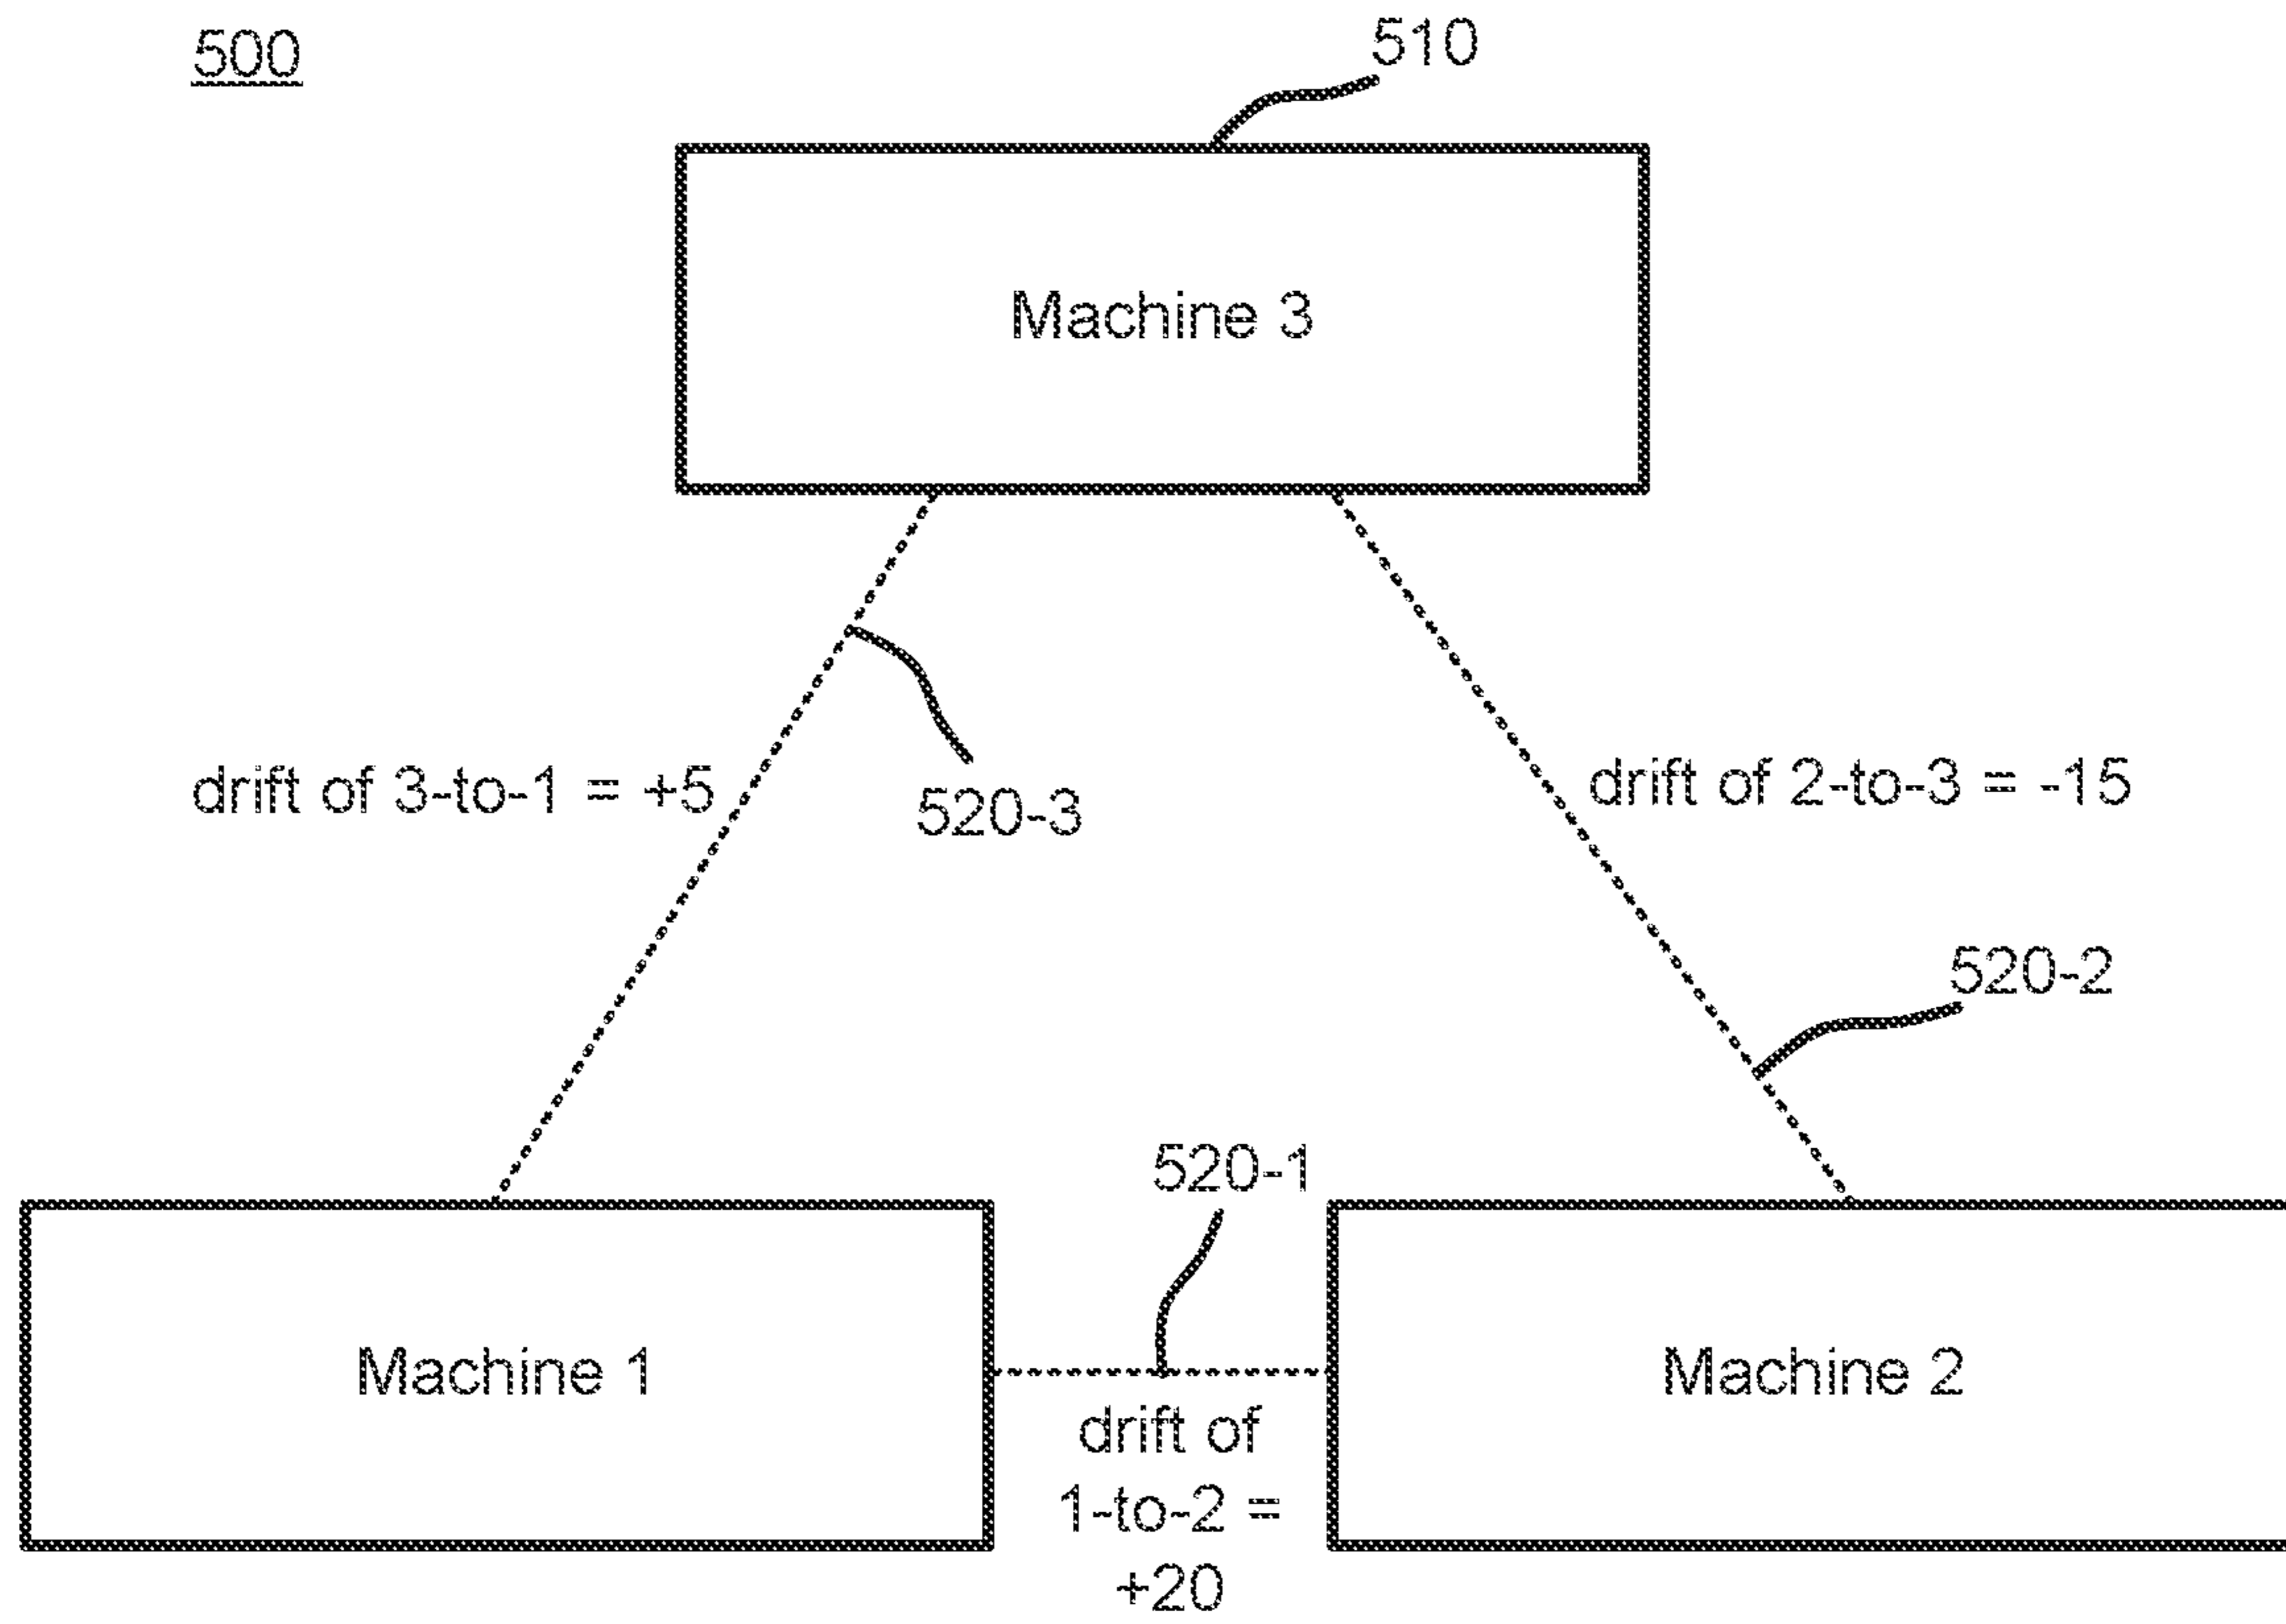 500
510
Machine 3
drift of 3-to-1 = +5
520-3
drift of 2-to-3 = -15
520-2
520-1
Machine 1
drift of
1-to-2 =
+20
Machine 2